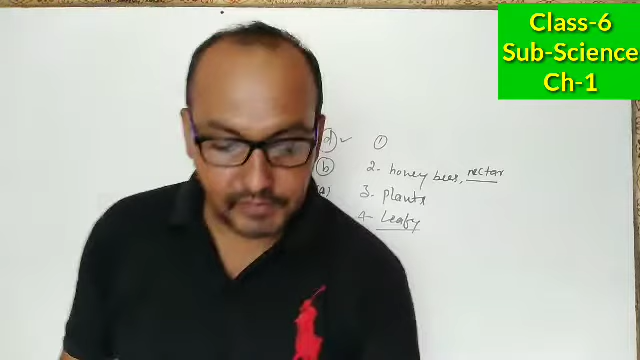 Class-6
Sub-Science
Ch-1
d ①
b 2. honey bees, nectar
(a) 3. plants
4- Leafy